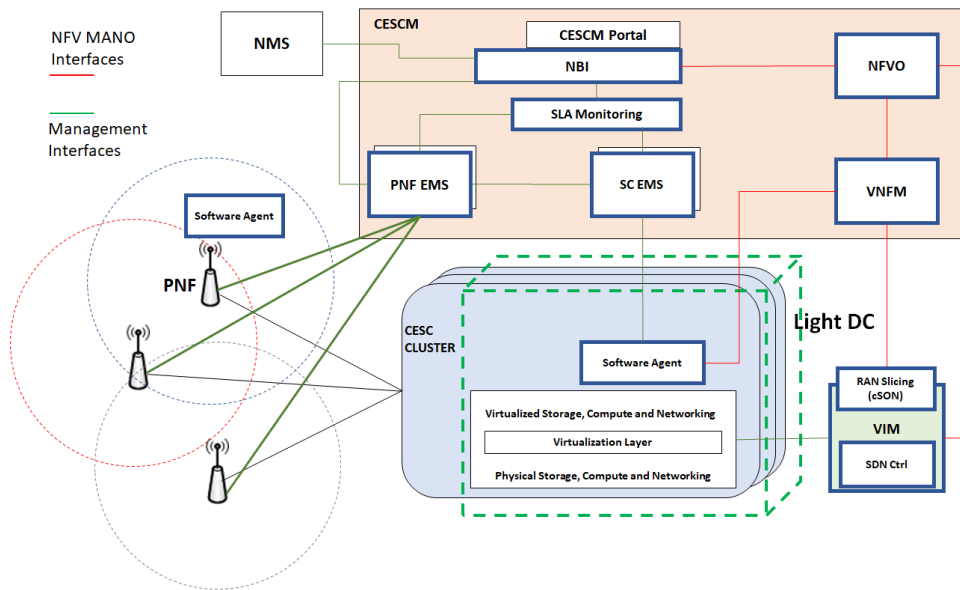 NFV MANO
Interfaces
Management
Interfaces
NMS
CESCM
CESCM Portal
NBI
SLA Monitoring
PNF EMS
SC EMS
NFVO
VNFM
Software Agent
PNF
CESC
CLUSTER
Light DC
Software Agent
Virtualized Storage, Compute and Networking
Virtualization Layer
Physical Storage, Compute and Networking
RAN Slicing
(cSON)
VIM
SDN Ctrl